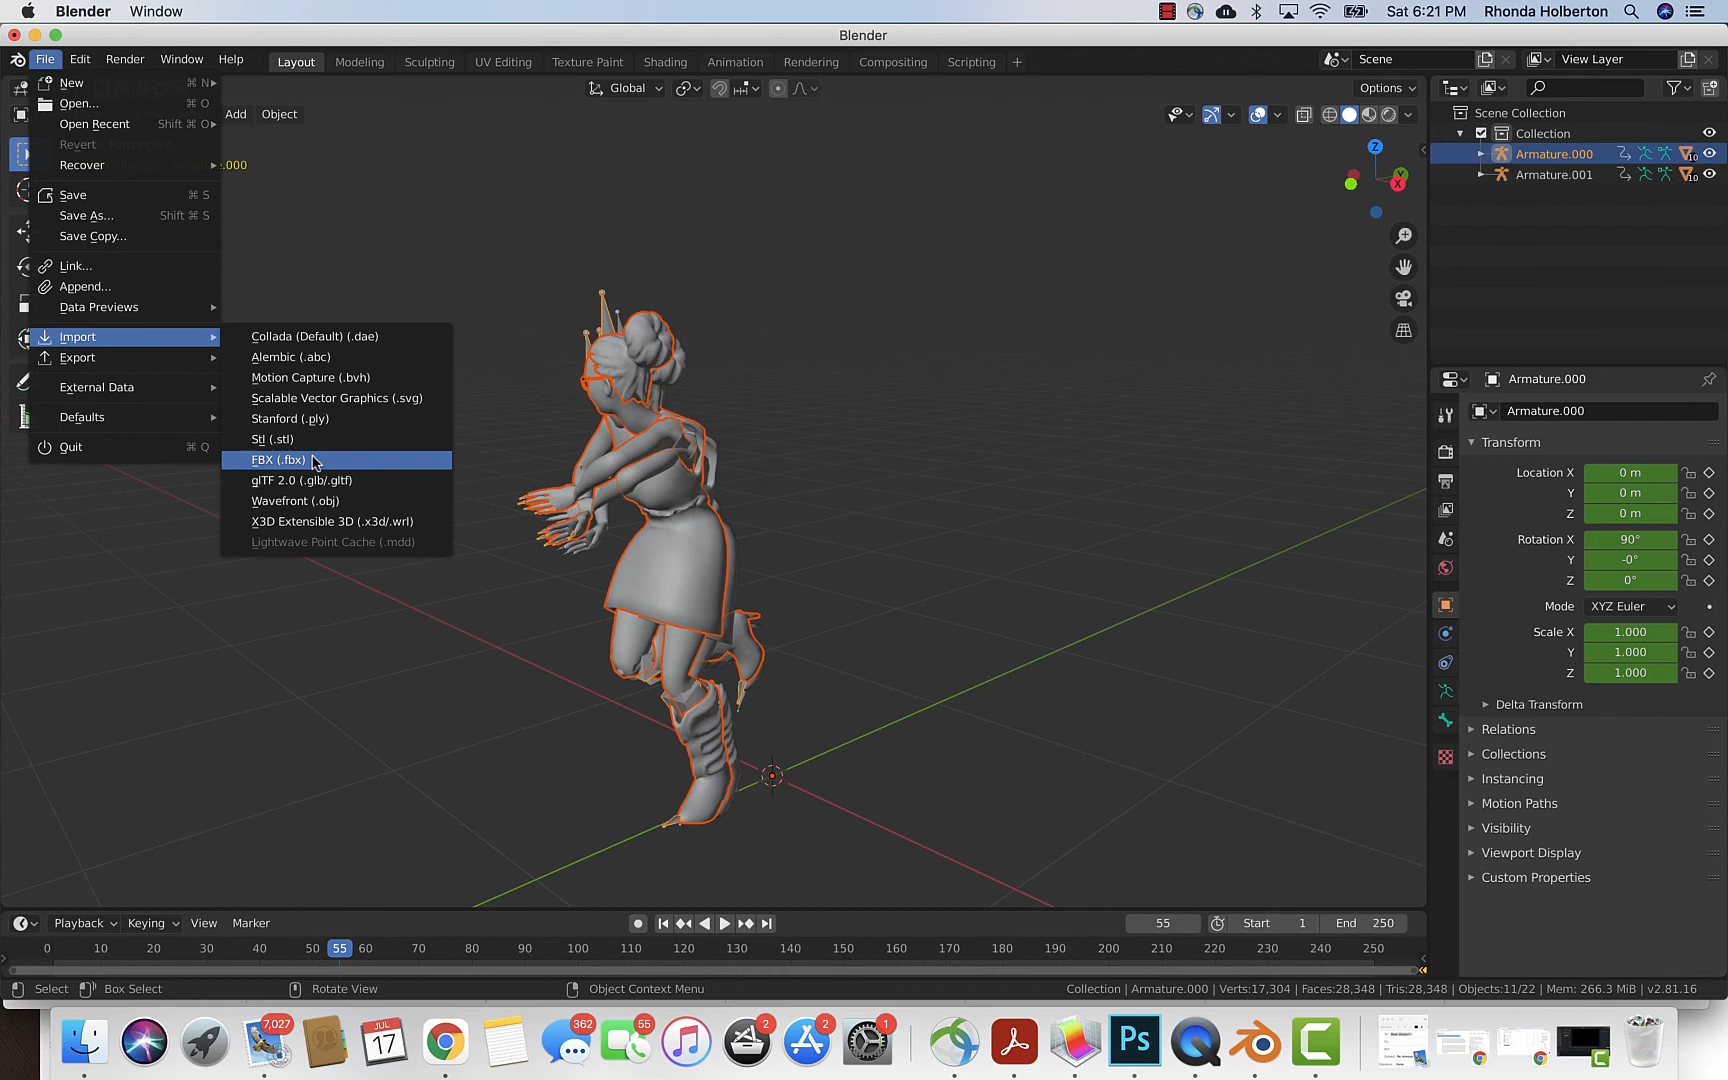 Blender Window
Sat 6:21 PM Rhonda Holberton
Blender
File Edit Render Window Help
Layout Modeling Sculpting UV Editing Texture Paint Shading Animation Rendering Compositing Scripting +
Scene
View Layer
New ⌘ N
Open... ⌘ O
Open Recent Shift ⌘ O
Revert
Recover
Save ⌘ S
Save As... Shift ⌘ S
Save Copy...
Link...
Append...
Data Previews
Import
Export
External Data
Defaults
Quit ⌘ Q
Collada (Default) (.dae)
Alembic (.abc)
Motion Capture (.bvh)
Scalable Vector Graphics (.svg)
Stanford (.ply)
Stl (.stl)
FBX (.fbx)
glTF 2.0 (.glb/.gltf)
Wavefront (.obj)
X3D Extensible 3D (.x3d/.wrl)
Lightwave Point Cache (.mdd)
Add Object
.000
Global
Options
Z
Y
X
Scene Collection
Collection
Armature.000 10
Armature.001 10
Armature.000
Armature.000
Transform
Location X 0 m
Y 0 m
Z 0 m
Rotation X 90°
Y -0°
Z 0°
Mode XYZ Euler
Scale X 1.000
Y 1.000
Z 1.000
Delta Transform
Relations
Collections
Instancing
Motion Paths
Visibility
Viewport Display
Custom Properties
Playback Keying View Marker
55 Start 1 End 250
0 10 20 30 40 50 55 60 70 80 90 100 110 120 130 140 150 160 170 180 190 200 210 220 230 240 250
Select Box Select Rotate View Object Context Menu
Collection | Armature.000 | Verts:17,304 | Faces:28,348 | Tris:28,348 | Objects:11/22 | Mem: 266.3 MiB | v2.81.16
7,027
JUL
17
362
55
2
2
1
Ps